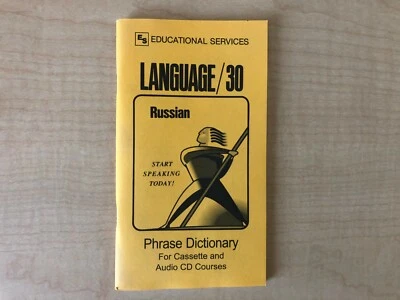 ES EDUCATIONAL SERVICES
LANGUAGE/30
Russian
START
SPEAKING
TODAY!
Phrase Dictionary
For Cassette and
Audio CD Courses